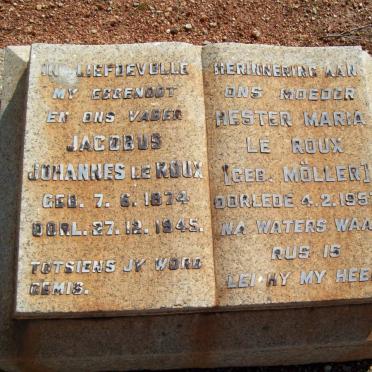 IN LIEFDEVOLLE
MY EGGENOOT
EN ONS VADER
JACOBUS
JOHANNES LE ROUX
GEB. 7. 6. 1874
OORL. 27. 12. 1945.
TOTSIENS JY WORD
GEMIS.
HERINNERING AAN
ONS MOEDER
HESTER MARIA
LE ROUX
[GEB. MÖLLER]
OORLEDE 4. 2. 195
NA WATERS WAA
RUS IS
LEI HY MY HEE